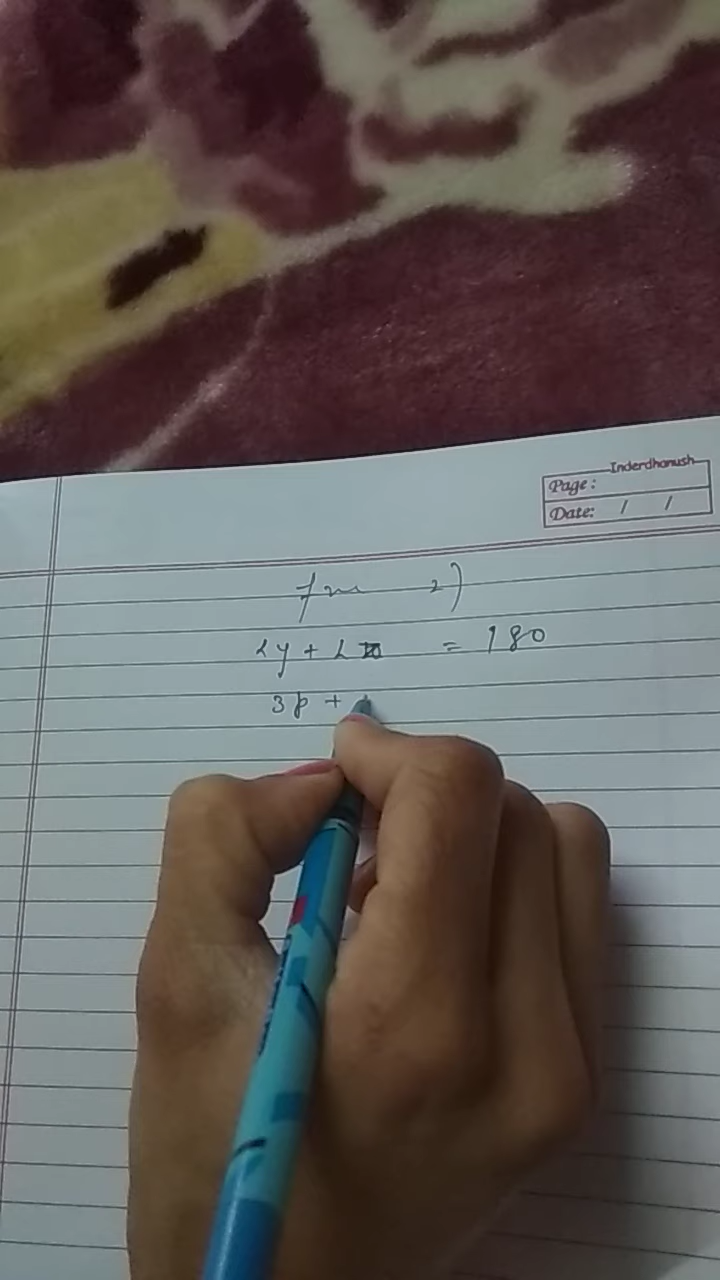 Inderdhanush
Page:
Date: / /
2)
∠y + ∠ = 180
3p +